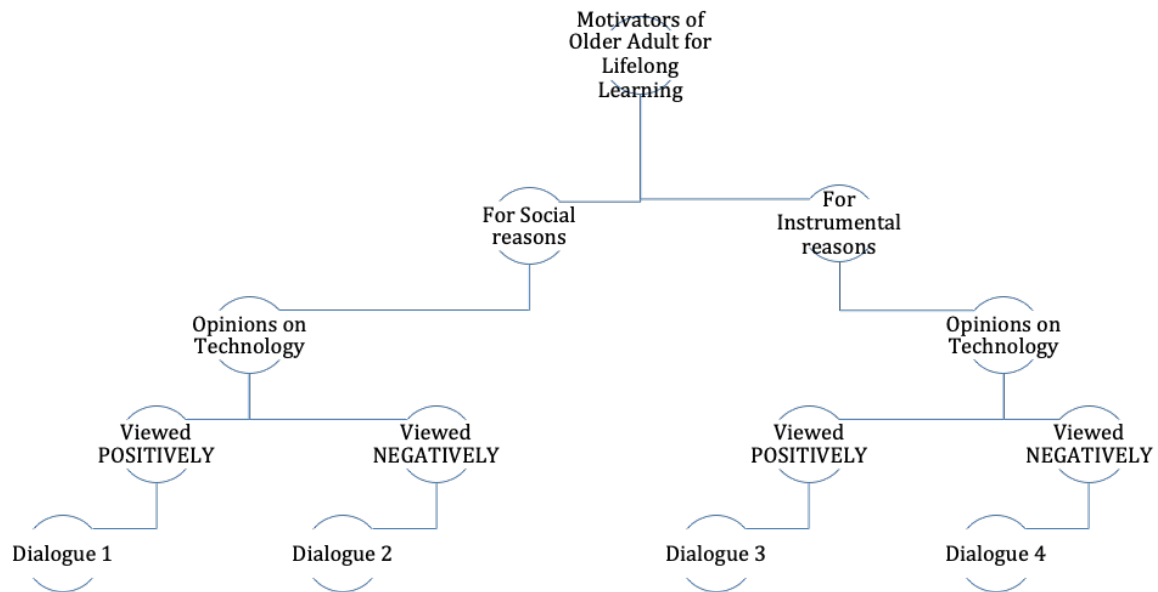 Motivators of
Older Adult for
Lifelong
Learning
For Social
reasons
For
Instrumental
reasons
Opinions on
Technology
Opinions on
Technology
Viewed
POSITIVELY
Viewed
NEGATIVELY
Viewed
POSITIVELY
Viewed
NEGATIVELY
Dialogue 1
Dialogue 2
Dialogue 3
Dialogue 4